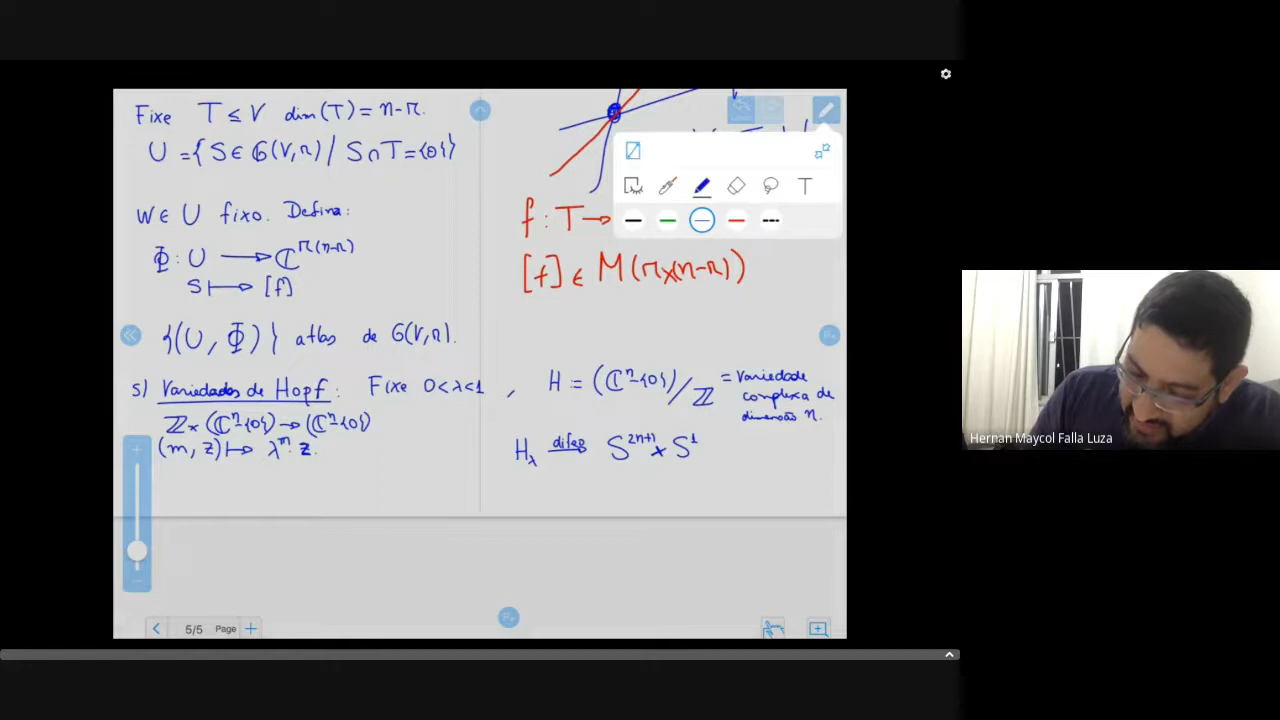 Fixe T ≤ V dim(T) = n-r.
U = {S ∈ G(V,r) / S ∩ T = {0}}
W ∈ U fixo. Defina:
Φ: U → ℂ^{r(n-r)}
S ↦ [f]
{(U, Φ)} atlas de G(V,r).
5) Variedades de Hopf: Fixe 0<λ<1,
ℤ × (ℂⁿ-{0}) → (ℂⁿ-{0})
(m, z) ↦ λᵐ · z.
f : T →
[f] ∈ M(r×(n-r))
H = (ℂⁿ-{0})/ℤ = Variedade
complexa de
dimensão n.
H_λ difeo S^{2n+1} × S¹
T
5/5 Page
Hernan Maycol Falla Luza